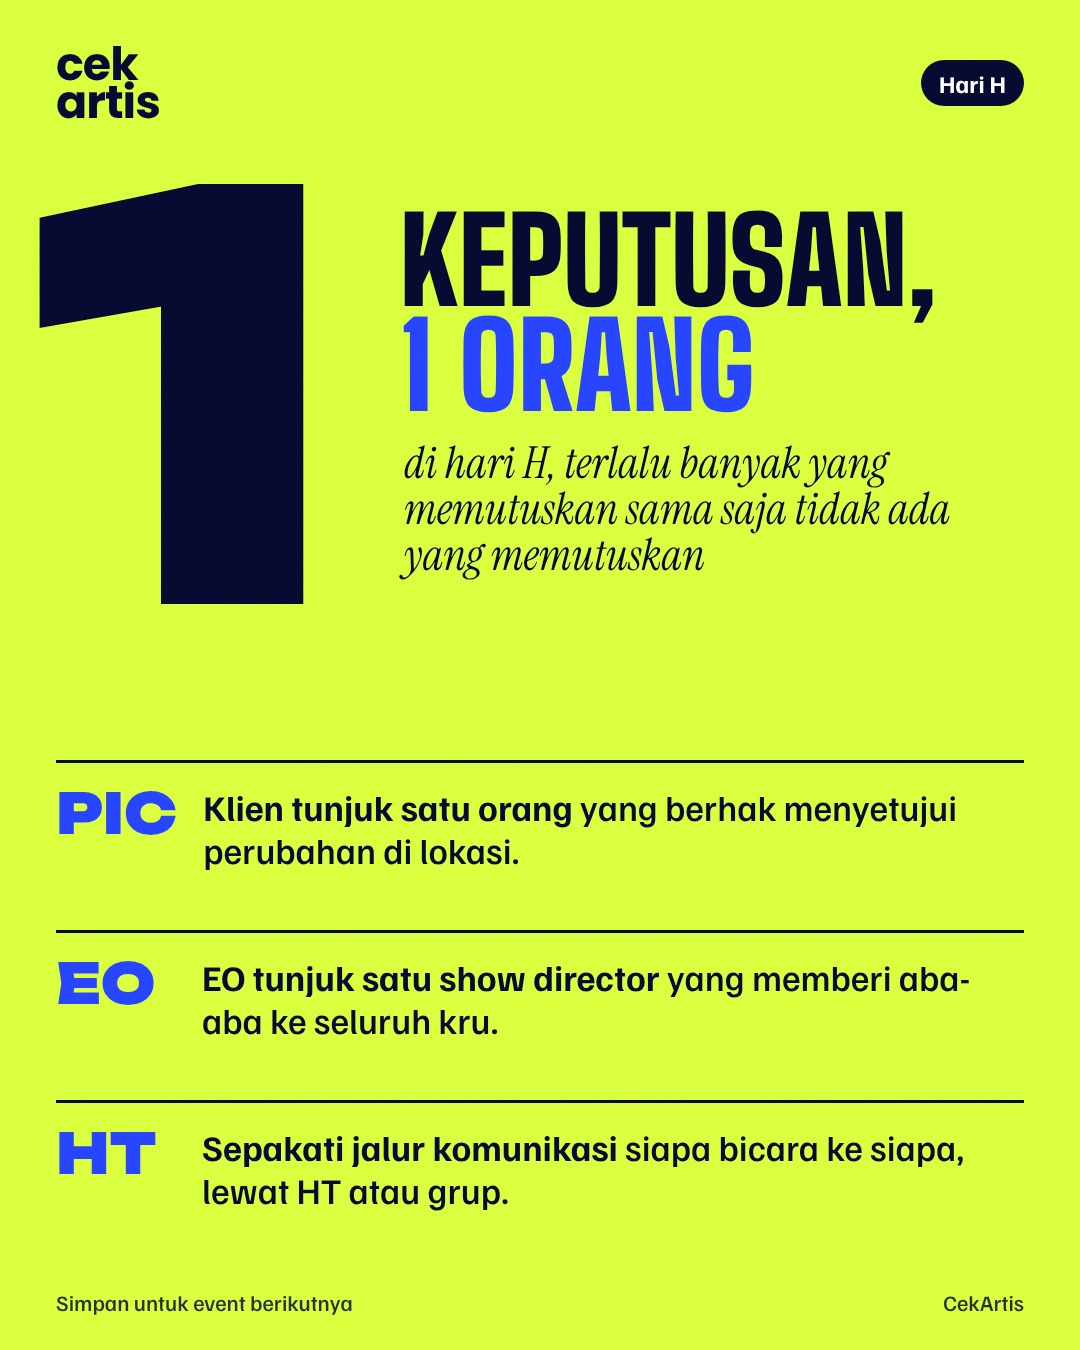 cek
artis
Hari H
1
KEPUTUSAN,
1 ORANG
di hari H, terlalu banyak yang
memutuskan sama saja tidak ada
yang memutuskan
PIC
Klien tunjuk satu orang yang berhak menyetujui
perubahan di lokasi.
EO
EO tunjuk satu show director yang memberi aba-
aba ke seluruh kru.
HT
Sepakati jalur komunikasi siapa bicara ke siapa,
lewat HT atau grup.
Simpan untuk event berikutnya
CekArtis